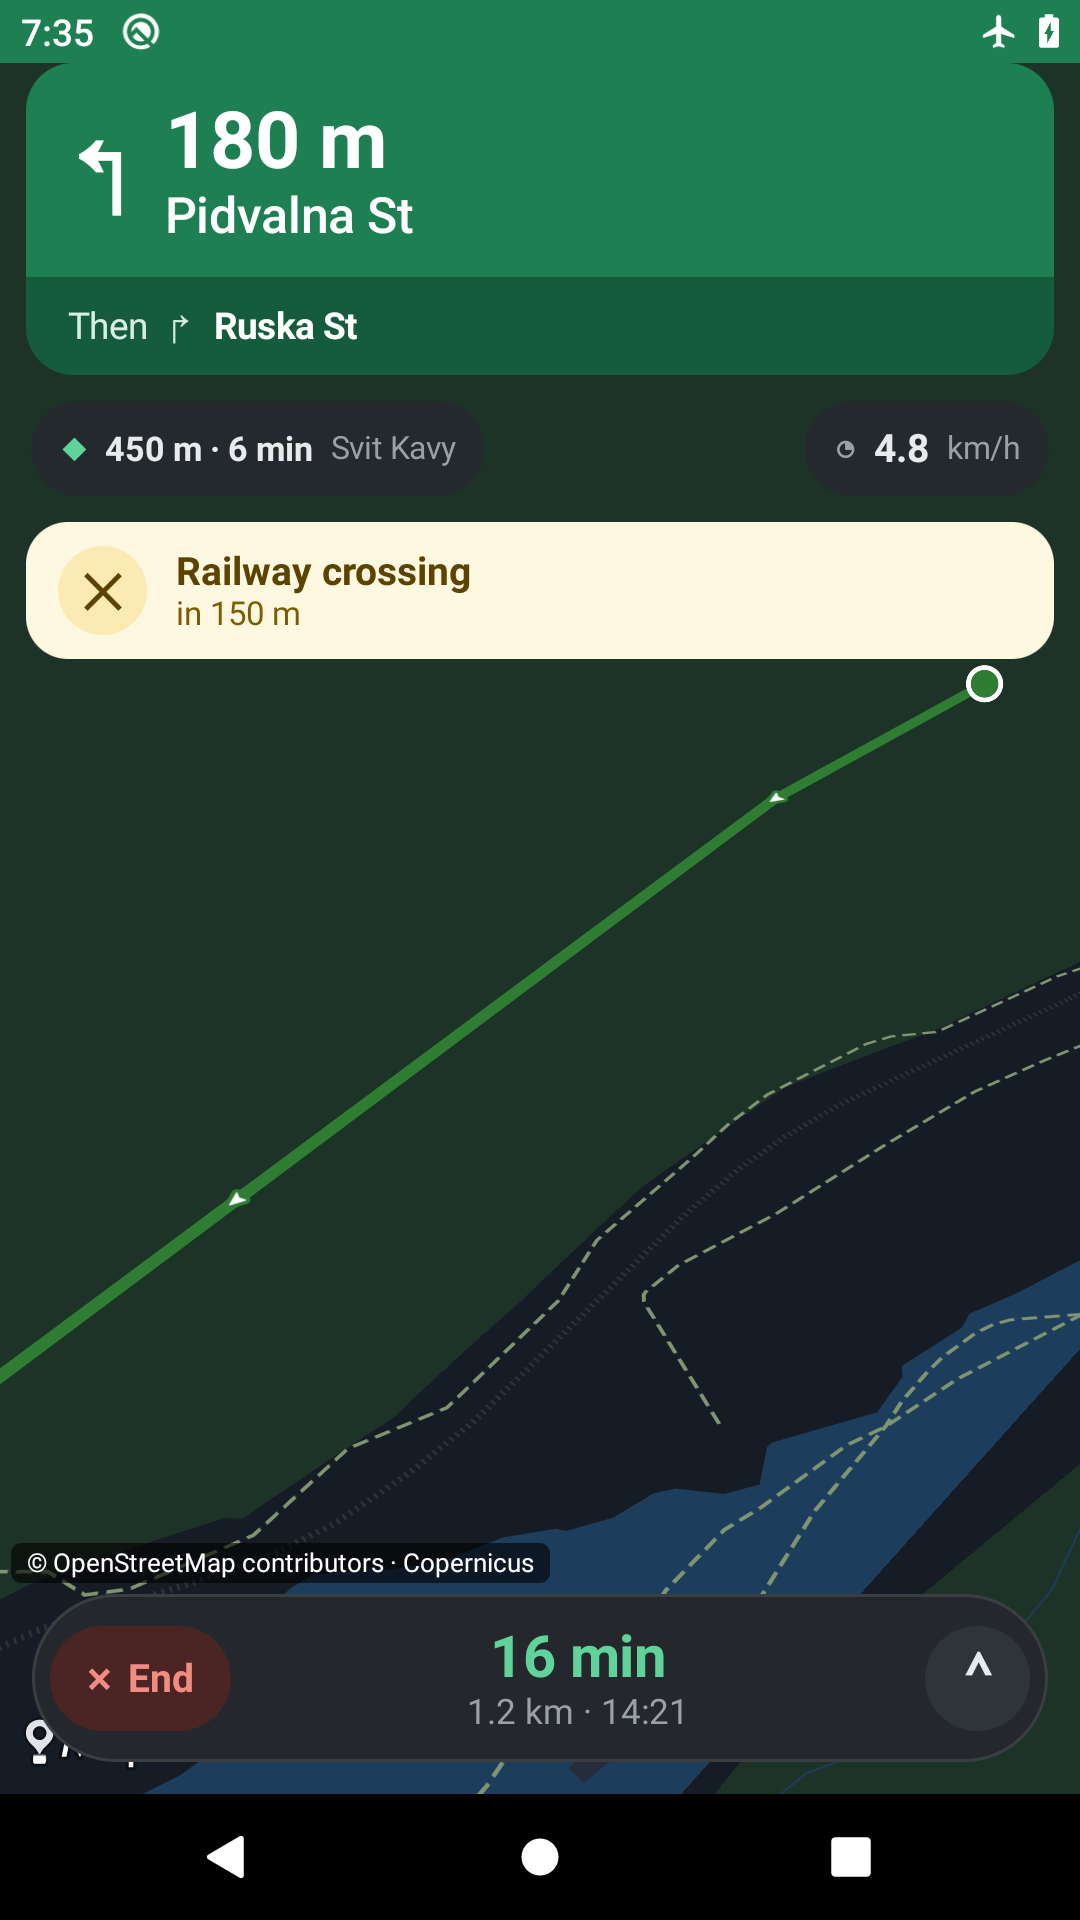 7:35
180 m
Pidvalna St
Then Ruska St
450 m · 6 min Svit Kavy
4.8 km/h
Railway crossing
in 150 m
© OpenStreetMap contributors · Copernicus
× End
16 min
1.2 km · 14:21